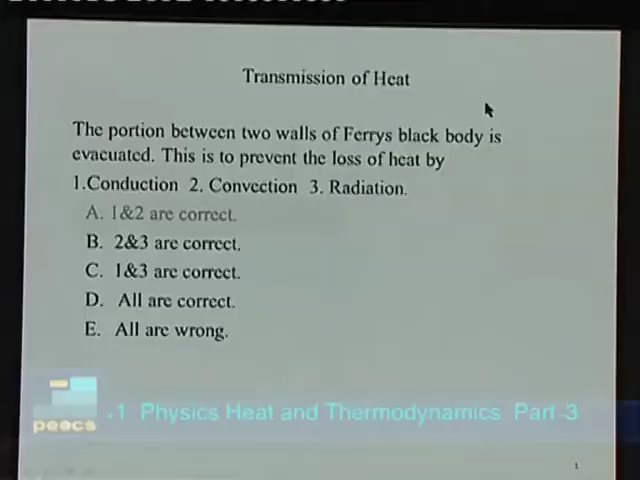 Transmission of Heat
The portion between two walls of Ferrys black body is
evacuated. This is to prevent the loss of heat by
1.Conduction 2. Convection 3. Radiation.
A. 1&2 are correct.
B. 2&3 are correct.
C. 1&3 are correct.
D. All are correct.
E. All are wrong.
-1 Physics Heat and Thermodynamics Part-3
peecs
1